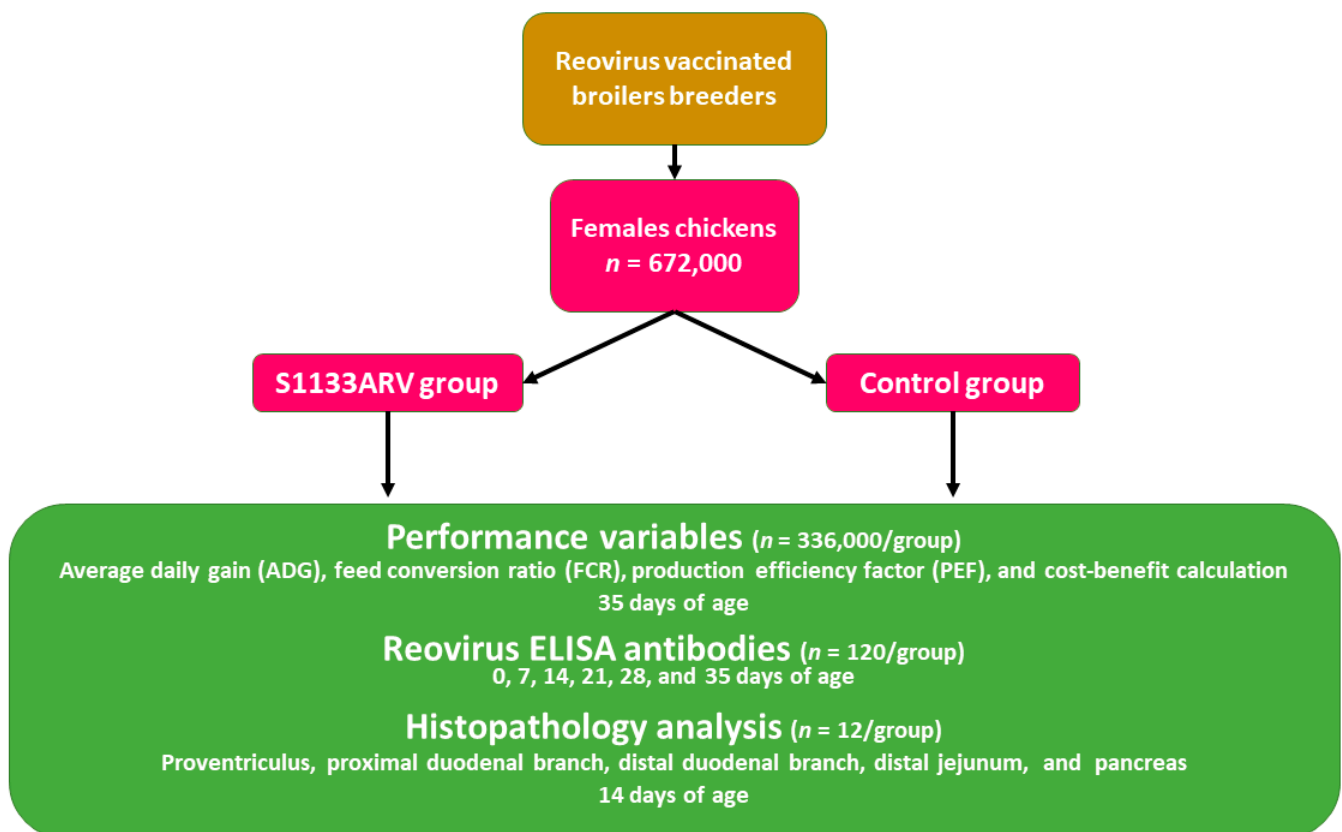 Reovirus vaccinated
broilers breeders
Females chickens
n = 672,000
S1133ARV group
Control group
Performance variables (n = 336,000/group)
Average daily gain (ADG), feed conversion ratio (FCR), production efficiency factor (PEF), and cost-benefit calculation
35 days of age
Reovirus ELISA antibodies (n = 120/group)
0, 7, 14, 21, 28, and 35 days of age
Histopathology analysis (n = 12/group)
Proventriculus, proximal duodenal branch, distal duodenal branch, distal jejunum, and pancreas
14 days of age